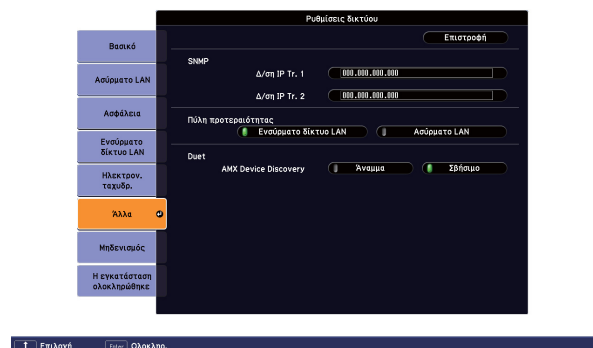 Ρυθμίσεις δικτύου
Επιστροφή
Βασικό
Ασύρματο LAN
Ασφάλεια
Ενσύρματο
δίκτυο LAN
Ηλεκτρον.
ταχυδρ.
Άλλα
Μηδενισμός
Η εγκατάσταση
ολοκληρώθηκε
SNMP
Δ/ση IP Tr. 1 000.000.000.000
Δ/ση IP Tr. 2 000.000.000.000
Πύλη προτεραιότητας
Ενσύρματο δίκτυο LAN Ασύρματο LAN
Duet
AMX Device Discovery Άναμμα Σβήσιμο
Επιλογή Enter Ολοκληρ.